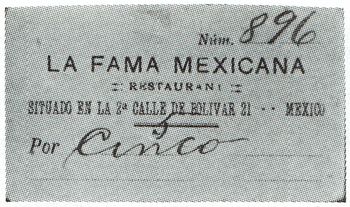 Núm. 896
LA FAMA MEXICANA
RESTAURANT
SITUADO EN LA 2ª CALLE DE BOLIVAR 21 - - MEXICO
5
Por Cinco